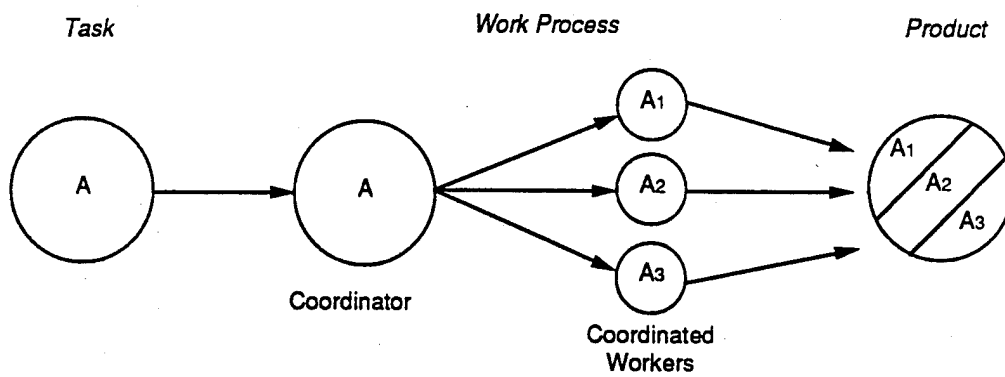 Task
Work Process
Product
A
A
A1
A2
A3
A1
A2
A3
Coordinator
Coordinated
Workers